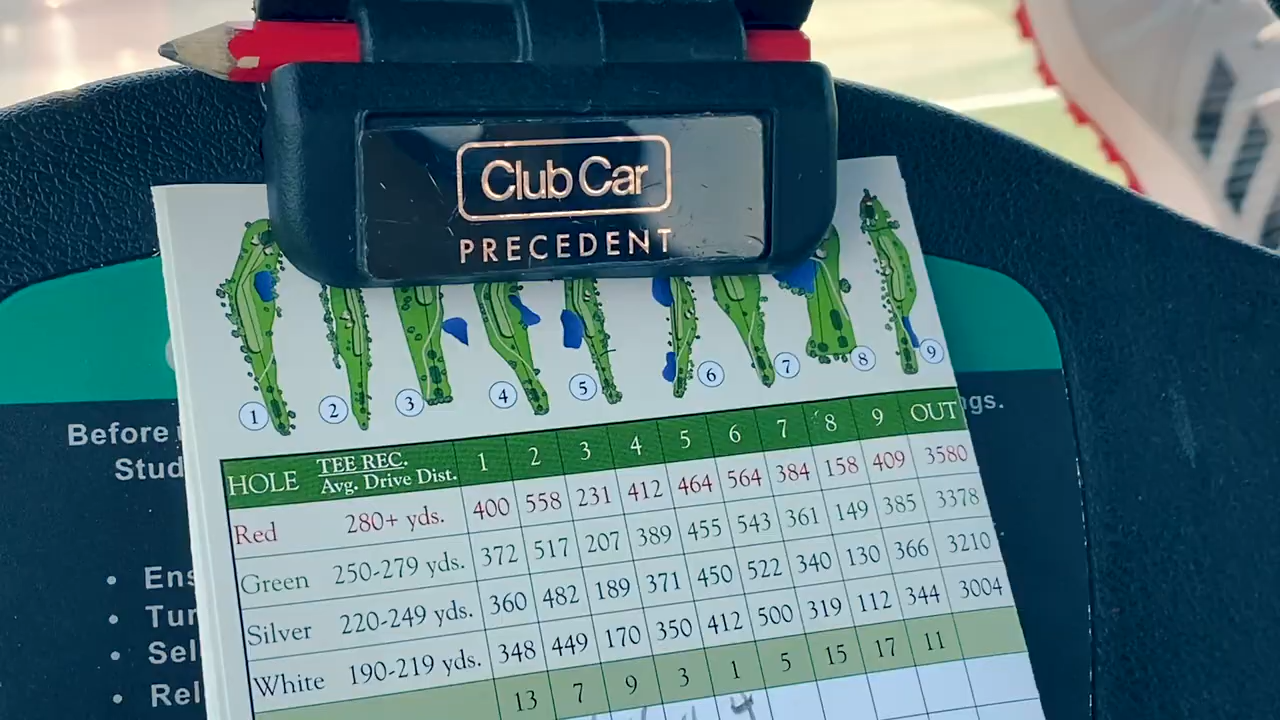 Club Car
PRECEDENT
1 2 3 4 5 6 7 8 9
Before
Stud
ngs.
HOLE TEE REC. Avg. Drive Dist. 1 2 3 4 5 6 7 8 9 OUT
Red 280+ yds. 400 558 231 412 464 564 384 158 409 3580
Green 250-279 yds. 372 517 207 389 455 543 361 149 385 3378
Silver 220-249 yds. 360 482 189 371 450 522 340 130 366 3210
White 190-219 yds. 348 449 170 350 412 500 319 112 344 3004
13 7 9 3 1 5 15 17 11
4
• Ens
• Tur
• Sel
• Rel